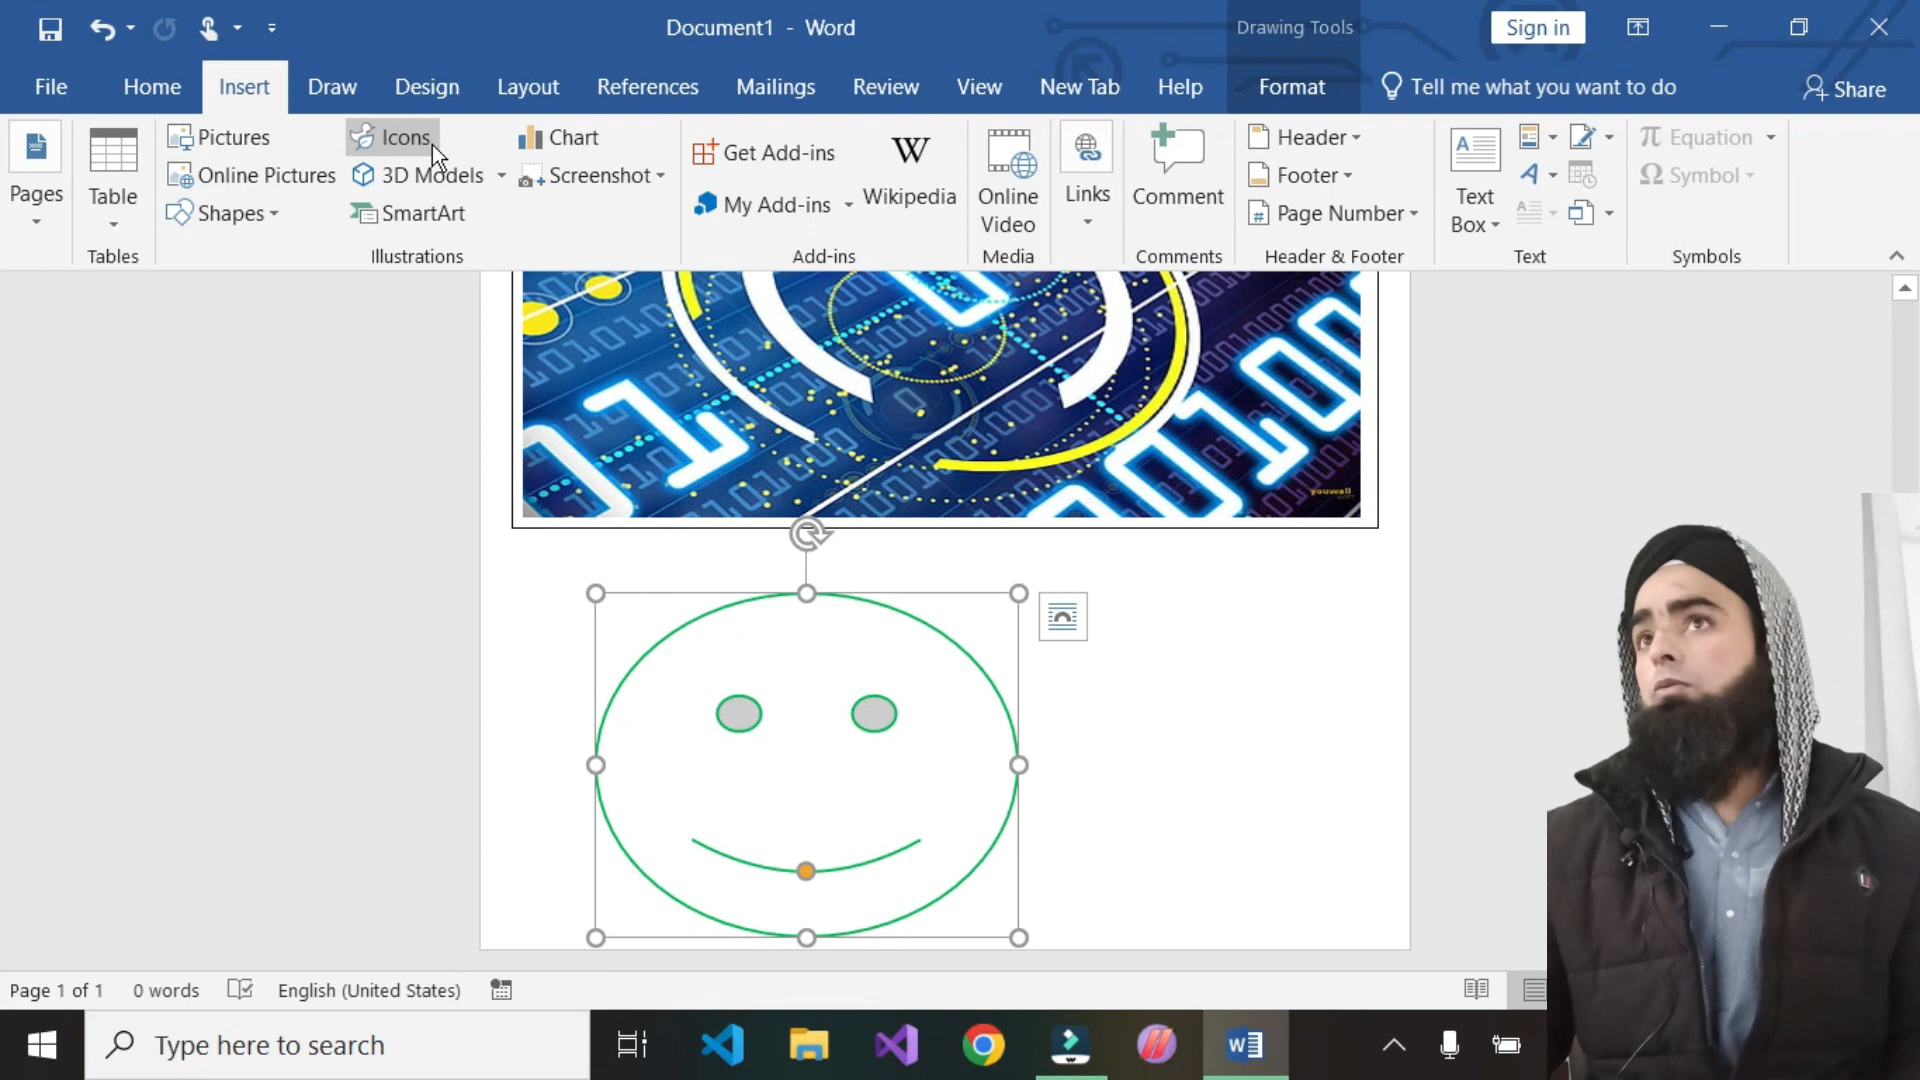 Document1 - Word
Drawing Tools
Sign in
File Home Insert Draw Design Layout References Mailings Review View New Tab Help Format Tell me what you want to do Share
Pages
Table
Tables
Pictures
Online Pictures
Shapes
Icons
3D Models
SmartArt
Chart
Screenshot
Illustrations
Get Add-ins
My Add-ins
W
Wikipedia
Add-ins
Online
Video
Media
Links
Comment
Comments
Header
Footer
# Page Number
Header & Footer
A
Text
Box
Text
π Equation
Ω Symbol
Symbols
youwall
Page 1 of 1 0 words English (United States)
Type here to search